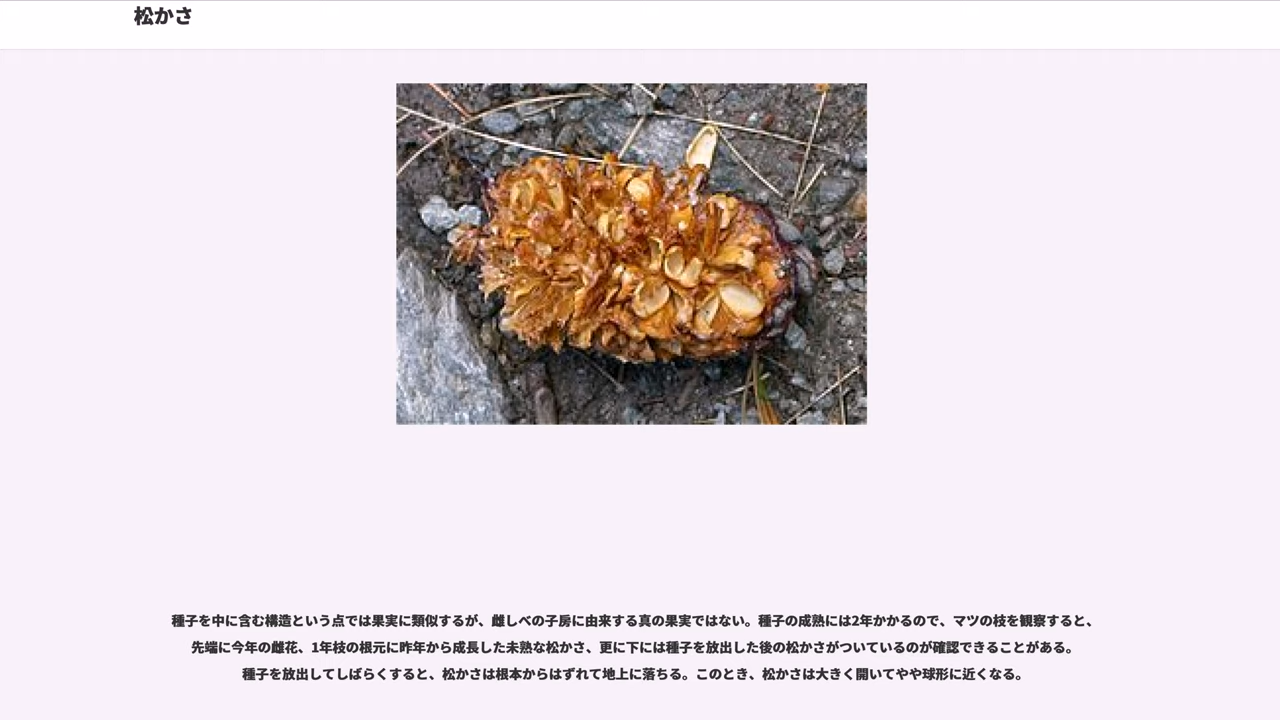 松かさ
種子を中に含む構造という点では果実に類似するが、雌しべの子房に由来する真の果実ではない。種子の成熟には2年かかるので、マツの枝を観察すると、
先端に今年の雌花、1年枝の根元に昨年から成長した未熟な松かさ、更に下には種子を放出した後の松かさがついているのが確認できることがある。
種子を放出してしばらくすると、松かさは根本からはずれて地上に落ちる。このとき、松かさは大きく開いてやや球形に近くなる。